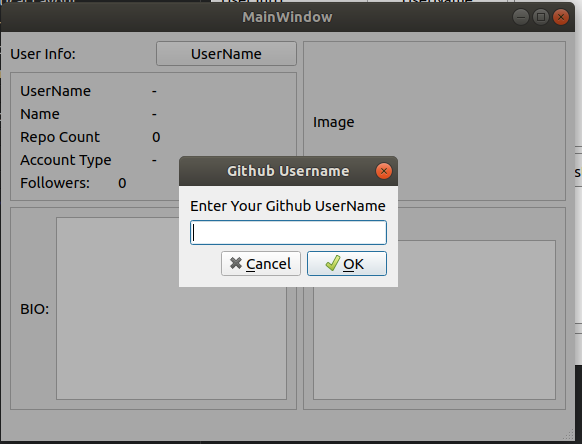 MainWindow
User Info:
UserName
UserName -
Name -
Repo Count 0
Account Type -
Followers: 0
Image
Github Username
Enter Your Github UserName
Cancel
OK
BIO: